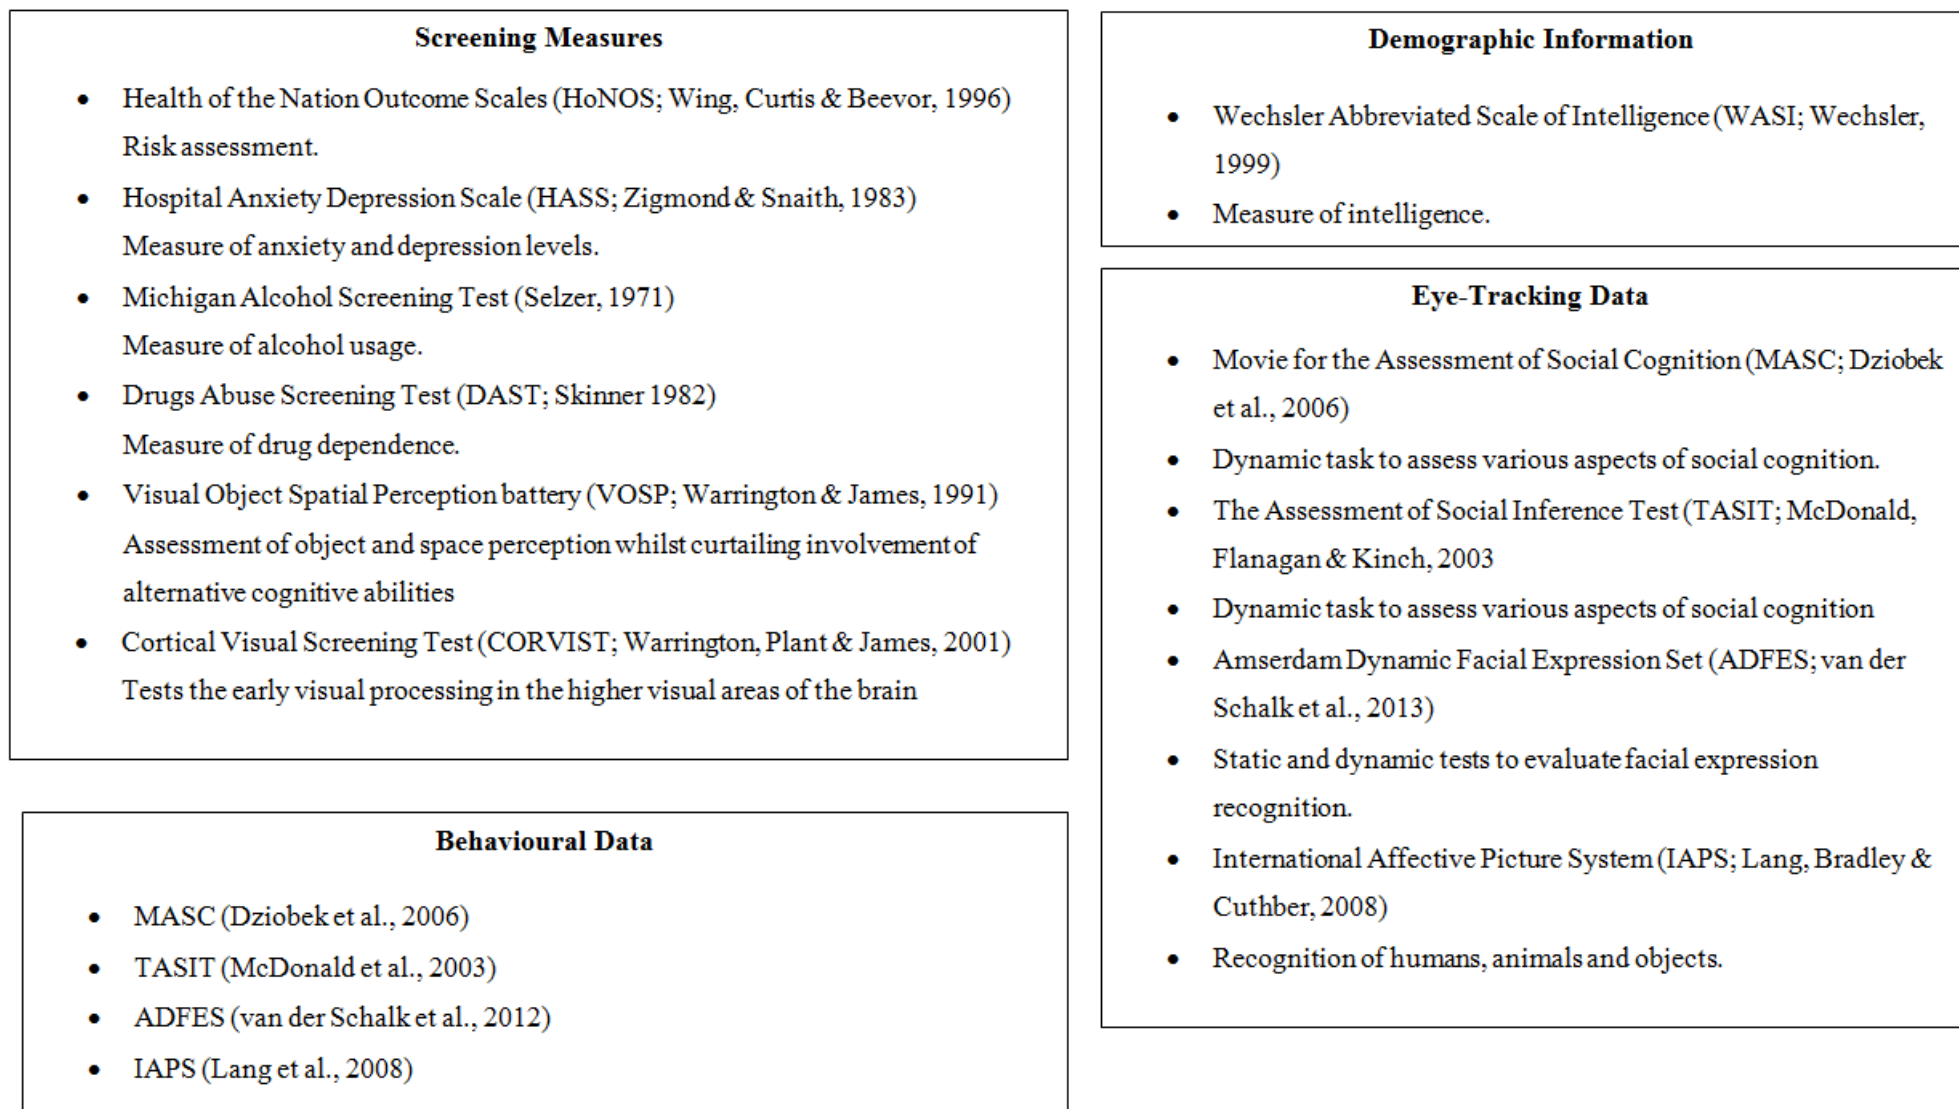 Screening Measures
• Health of the Nation Outcome Scales (HoNOS; Wing, Curtis & Beevor, 1996)
Risk assessment.
• Hospital Anxiety Depression Scale (HASS; Zigmond & Snaith, 1983)
Measure of anxiety and depression levels.
• Michigan Alcohol Screening Test (Selzer, 1971)
Measure of alcohol usage.
• Drugs Abuse Screening Test (DAST; Skinner 1982)
Measure of drug dependence.
• Visual Object Spatial Perception battery (VOSP; Warrington & James, 1991)
Assessment of object and space perception whilst curtailing involvement of
alternative cognitive abilities
• Cortical Visual Screening Test (CORVIST; Warrington, Plant & James, 2001)
Tests the early visual processing in the higher visual areas of the brain
Behavioural Data
• MASC (Dziobek et al., 2006)
• TASIT (McDonald et al., 2003)
• ADFES (van der Schalk et al., 2012)
• IAPS (Lang et al., 2008)
Demographic Information
• Wechsler Abbreviated Scale of Intelligence (WASI; Wechsler,
1999)
• Measure of intelligence.
Eye-Tracking Data
• Movie for the Assessment of Social Cognition (MASC; Dziobek
et al., 2006)
• Dynamic task to assess various aspects of social cognition.
• The Assessment of Social Inference Test (TASIT; McDonald,
Flanagan & Kinch, 2003
• Dynamic task to assess various aspects of social cognition
• Amserdam Dynamic Facial Expression Set (ADFES; van der
Schalk et al., 2013)
• Static and dynamic tests to evaluate facial expression
recognition.
• International Affective Picture System (IAPS; Lang, Bradley &
Cuthber, 2008)
• Recognition of humans, animals and objects.